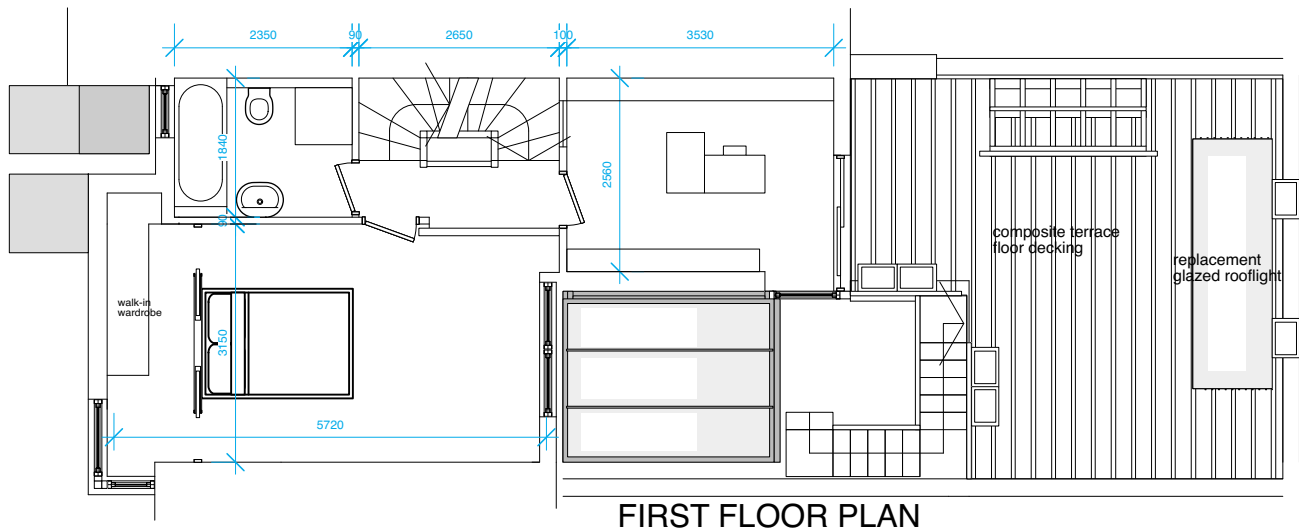 2350
90
2650
100
3530
1840
2560
90
composite terrace
floor decking
replacement
glazed rooflight
walk-in
wardrobe
3150
5720
FIRST FLOOR PLAN